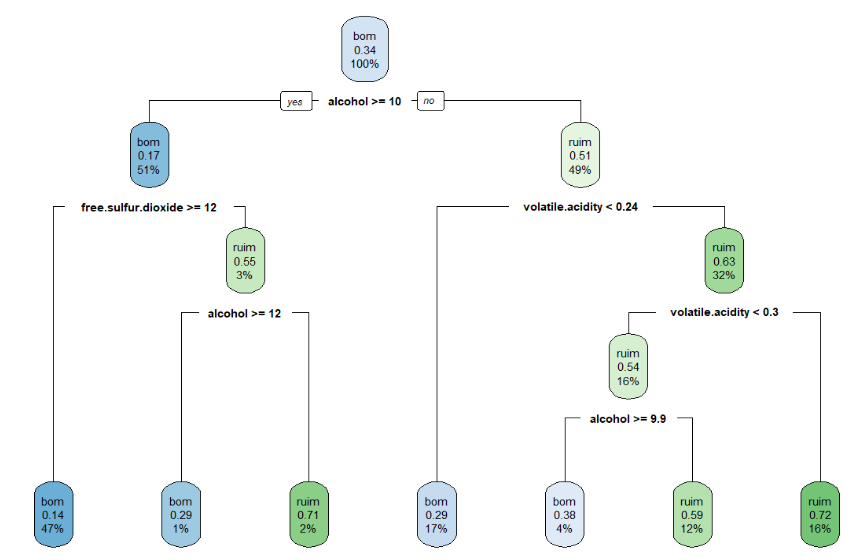 bom
0.34
100%
yes
alcohol >= 10
no
bom
0.17
51%
ruim
0.51
49%
free.sulfur.dioxide >= 12
volatile.acidity < 0.24
ruim
0.55
3%
ruim
0.63
32%
alcohol >= 12
volatile.acidity < 0.3
ruim
0.54
16%
alcohol >= 9.9
bom
0.14
47%
bom
0.29
1%
ruim
0.71
2%
bom
0.29
17%
bom
0.38
4%
ruim
0.59
12%
ruim
0.72
16%